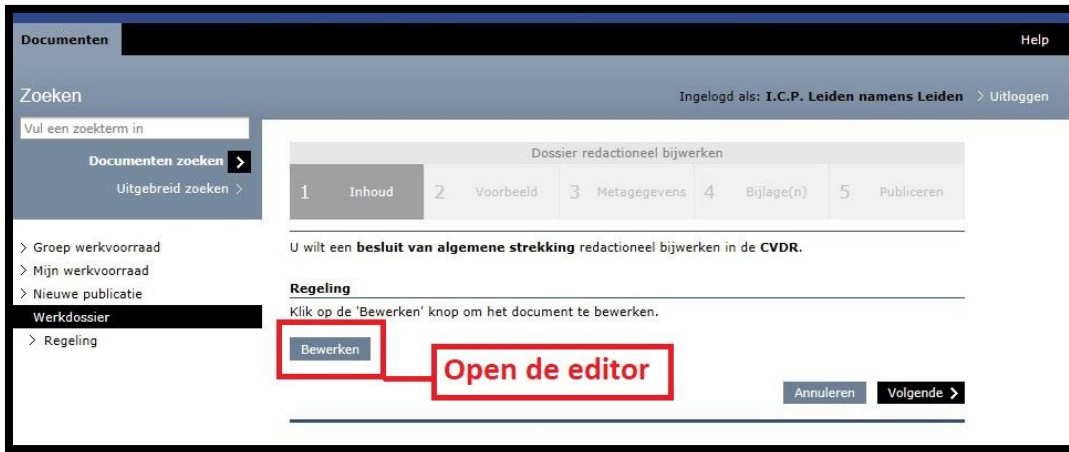 Documenten
Help
Zoeken
Ingelogd als: I.C.P. Leiden namens Leiden > Uitloggen
Vul een zoekterm in
Documenten zoeken >
Uitgebreid zoeken >
Dossier redactioneel bijwerken
1 Inhoud 2 Voorbeeld 3 Metagegevens 4 Bijlage(n) 5 Publiceren
> Groep werkvoorraad
> Mijn werkvoorraad
> Nieuwe publicatie
Werkdossier
> Regeling
U wilt een besluit van algemene strekking redactioneel bijwerken in de CVDR.
Regeling
Klik op de 'Bewerken' knop om het document te bewerken.
Bewerken
Open de editor
Annuleren Volgende >